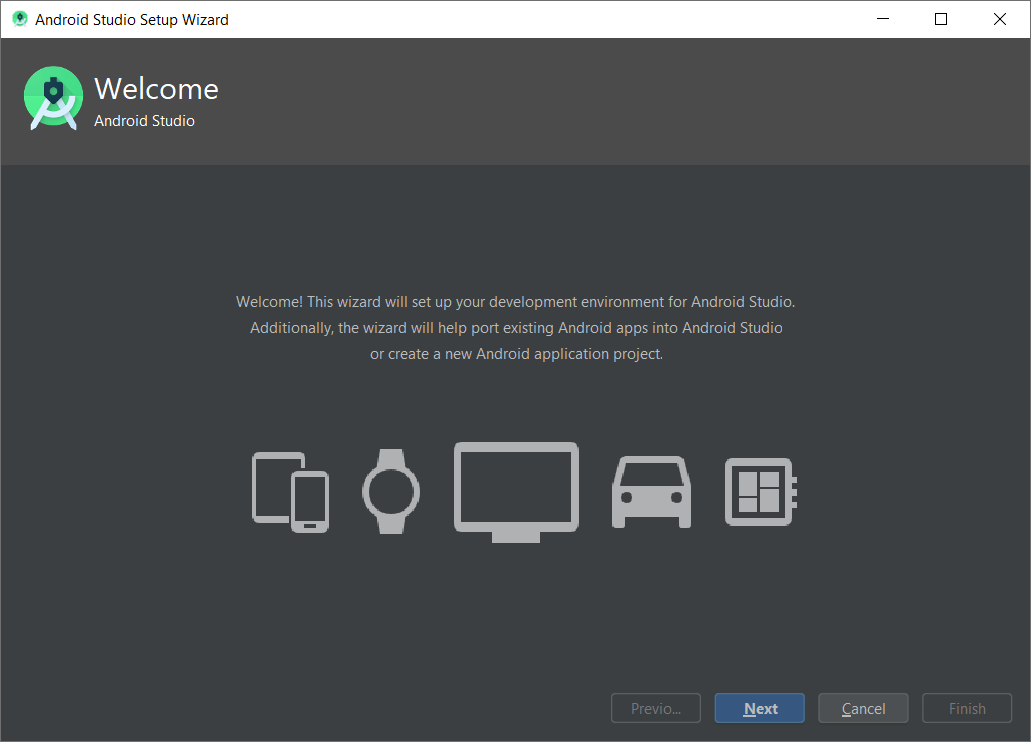 Android Studio Setup Wizard
Welcome
Android Studio
Welcome! This wizard will set up your development environment for Android Studio.
Additionally, the wizard will help port existing Android apps into Android Studio
or create a new Android application project.
Previo... Next Cancel Finish